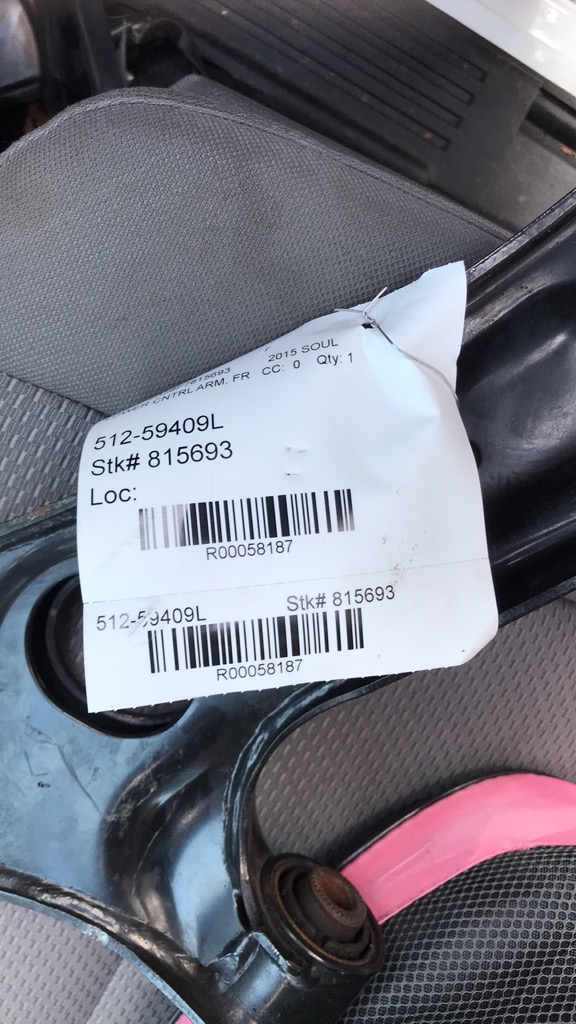 2015 SOUL
CNTRL ARM, FR CC: 0 Qty: 1
512-59409L
Stk# 815693
Loc:
R00058187
512-59409L Stk# 815693
R00058187